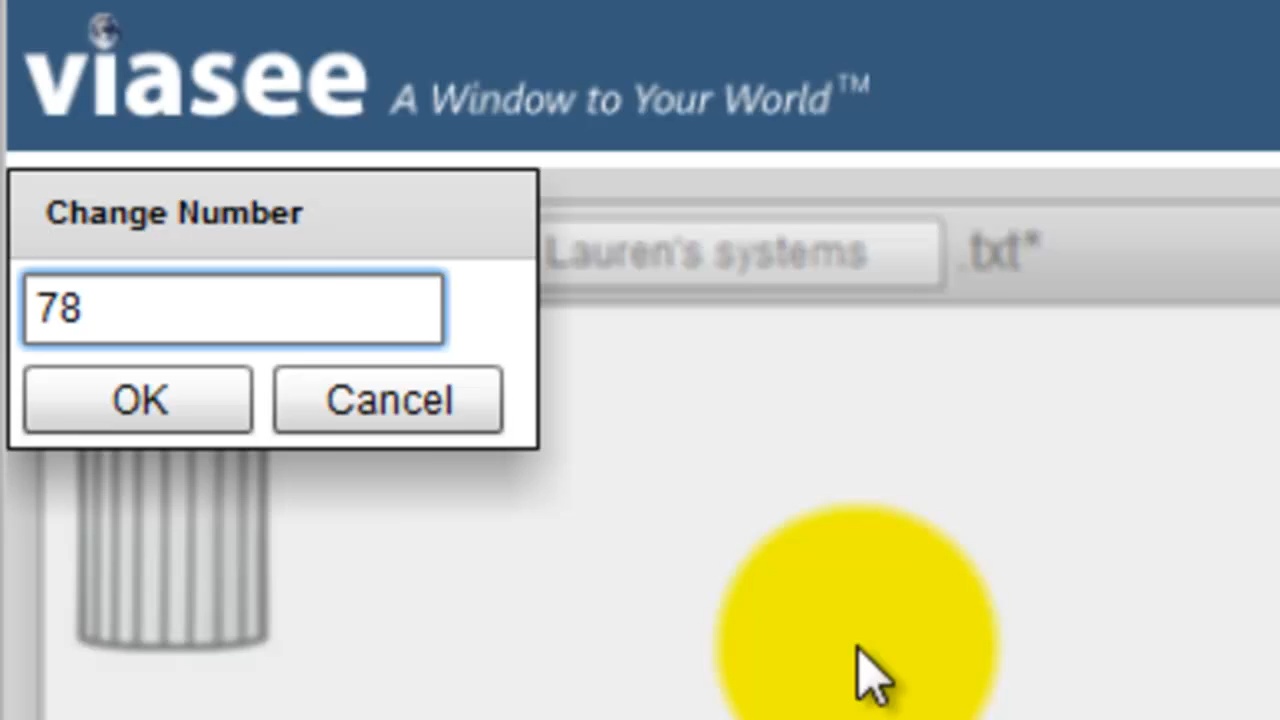 viasee A Window to Your World™
Change Number
Lauren's systems .txt*
78
OK Cancel